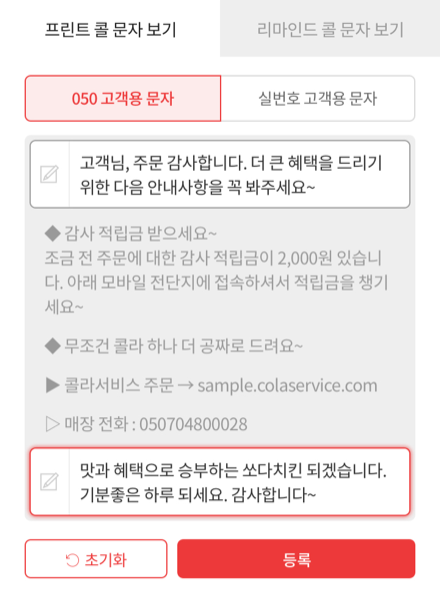 프린트 콜 문자 보기
리마인드 콜 문자 보기
050 고객용 문자
실번호 고객용 문자
고객님, 주문 감사합니다. 더 큰 혜택을 드리기
위한 다음 안내사항을 꼭 봐주세요~
◆ 감사 적립금 받으세요~
조금 전 주문에 대한 감사 적립금이 2,000원 있습니
다. 아래 모바일 전단지에 접속하셔서 적립금을 챙기
세요~
◆ 무조건 콜라 하나 더 공짜로 드려요~
▶ 콜라서비스 주문 → sample.colaservice.com
▷ 매장 전화 : 050704800028
맛과 혜택으로 승부하는 쏘다치킨 되겠습니다.
기분좋은 하루 되세요. 감사합니다~
초기화
등록